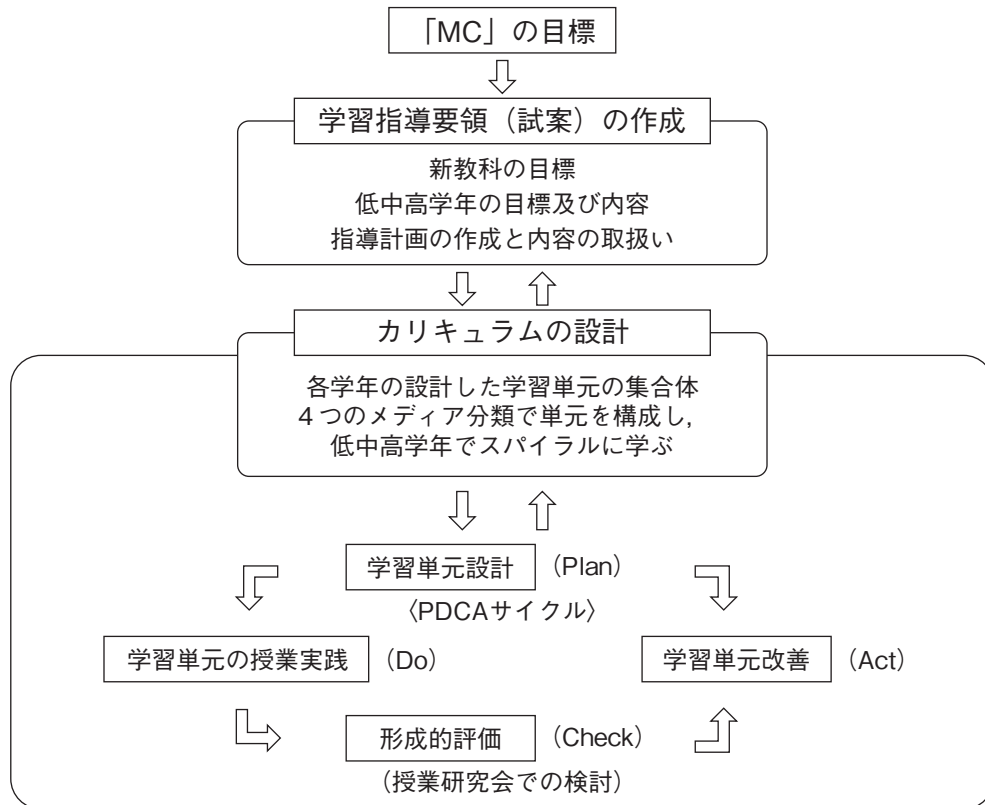 「MC」の目標
学習指導要領（試案）の作成
新教科の目標
低中高学年の目標及び内容
指導計画の作成と内容の取扱い
カリキュラムの設計
各学年の設計した学習単元の集合体
4つのメディア分類で単元を構成し，
低中高学年でスパイラルに学ぶ
学習単元設計（Plan）
〈PDCAサイクル〉
学習単元の授業実践（Do）
学習単元改善（Act）
形成的評価（Check）
（授業研究会での検討）